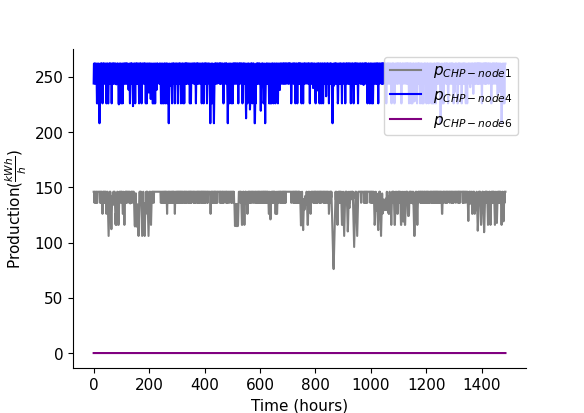 250
200
150
100
50
0
Production(kWh/h)
p_CHP-node1
p_CHP-node4
p_CHP-node6
0 200 400 600 800 1000 1200 1400
Time (hours)